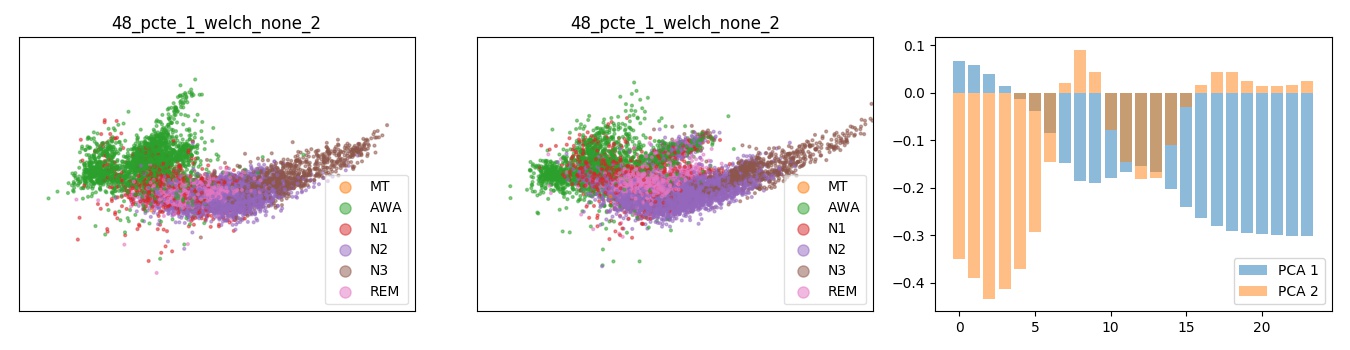 48_pcte_1_welch_none_2
MT
AWA
N1
N2
N3
REM
48_pcte_1_welch_none_2
MT
AWA
N1
N2
N3
REM
0.1
0.0
−0.1
−0.2
−0.3
−0.4
0 5 10 15 20
PCA 1
PCA 2